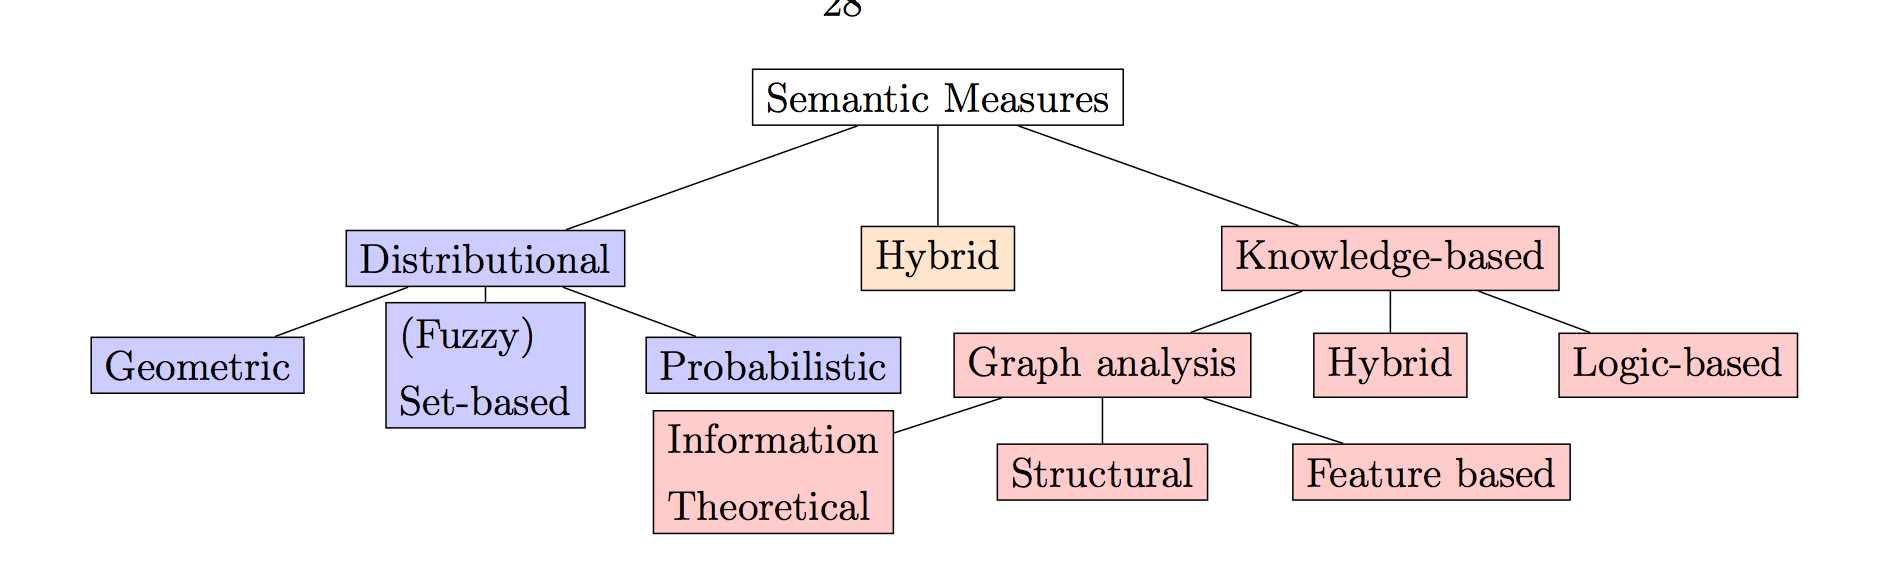 28
Semantic Measures
Distributional
Hybrid
Knowledge-based
Geometric
(Fuzzy)
Set-based
Probabilistic
Graph analysis
Hybrid
Logic-based
Information
Theoretical
Structural
Feature based